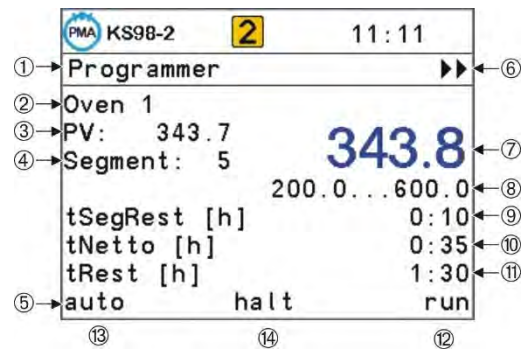 PMA KS98-2 2 11:11
① Programmer ▶▶ ⑥
② Oven 1
③ PV: 343.7
④ Segment: 5 343.8 ⑦
200.0...600.0 ⑧
tSegRest [h] 0:10 ⑨
tNetto [h] 0:35 ⑩
tRest [h] 1:30 ⑪
⑤ auto halt run
⑬ ⑭ ⑫